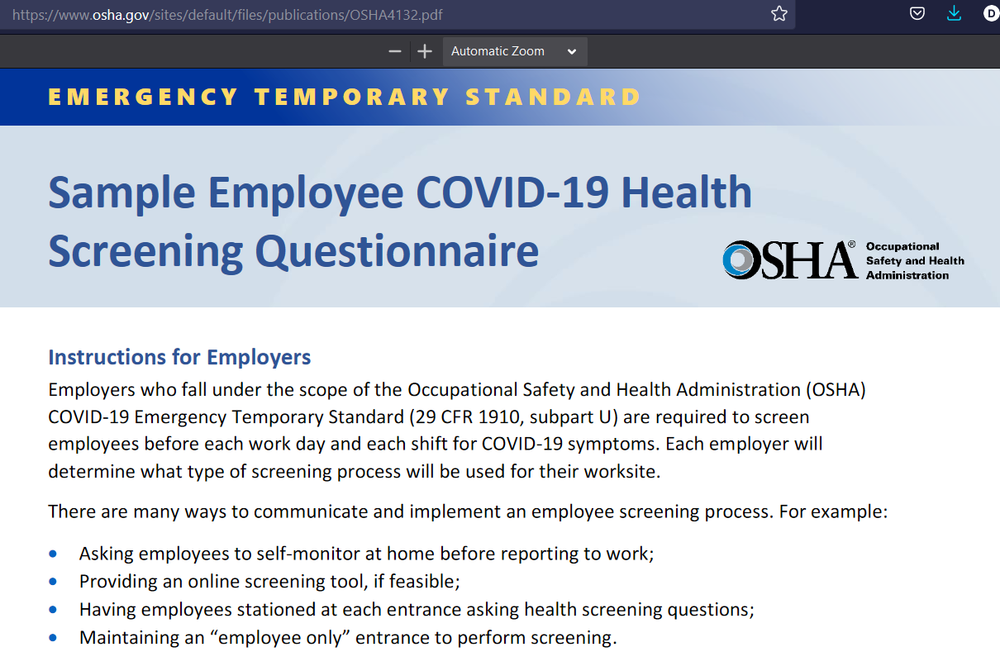 https://www.osha.gov/sites/default/files/publications/OSHA4132.pdf
D
Automatic Zoom
EMERGENCY TEMPORARY STANDARD
Sample Employee COVID-19 Health
Screening Questionnaire
OSHA®
Occupational
Safety and Health
Administration
Instructions for Employers
Employers who fall under the scope of the Occupational Safety and Health Administration (OSHA)
COVID-19 Emergency Temporary Standard (29 CFR 1910, subpart U) are required to screen
employees before each work day and each shift for COVID-19 symptoms. Each employer will
determine what type of screening process will be used for their worksite.
There are many ways to communicate and implement an employee screening process. For example:
• Asking employees to self-monitor at home before reporting to work;
• Providing an online screening tool, if feasible;
• Having employees stationed at each entrance asking health screening questions;
• Maintaining an “employee only” entrance to perform screening.